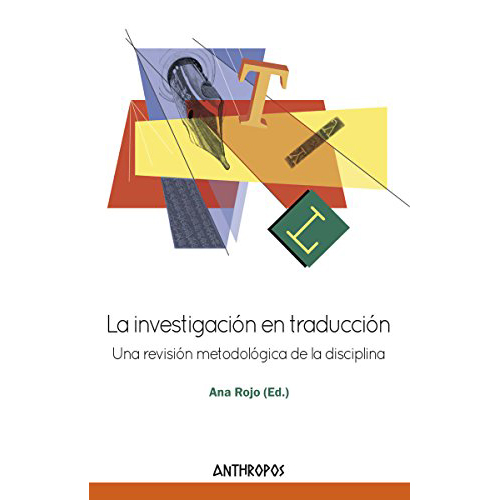 T
L
La investigación en traducción
Una revisión metodológica de la disciplina
Ana Rojo (Ed.)
ANTHROPOS